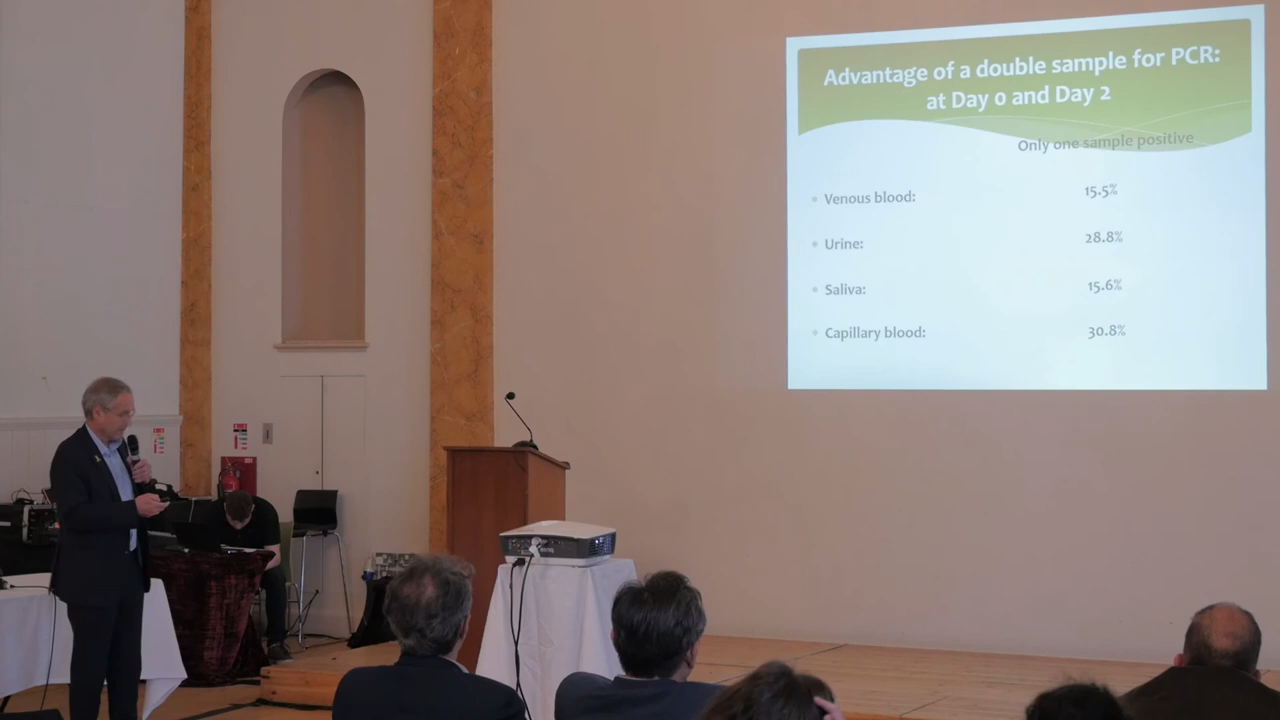 Advantage of a double sample for PCR:
at Day 0 and Day 2
Only one sample positive
Venous blood: 15.5%
Urine: 28.8%
Saliva: 15.6%
Capillary blood: 30.8%